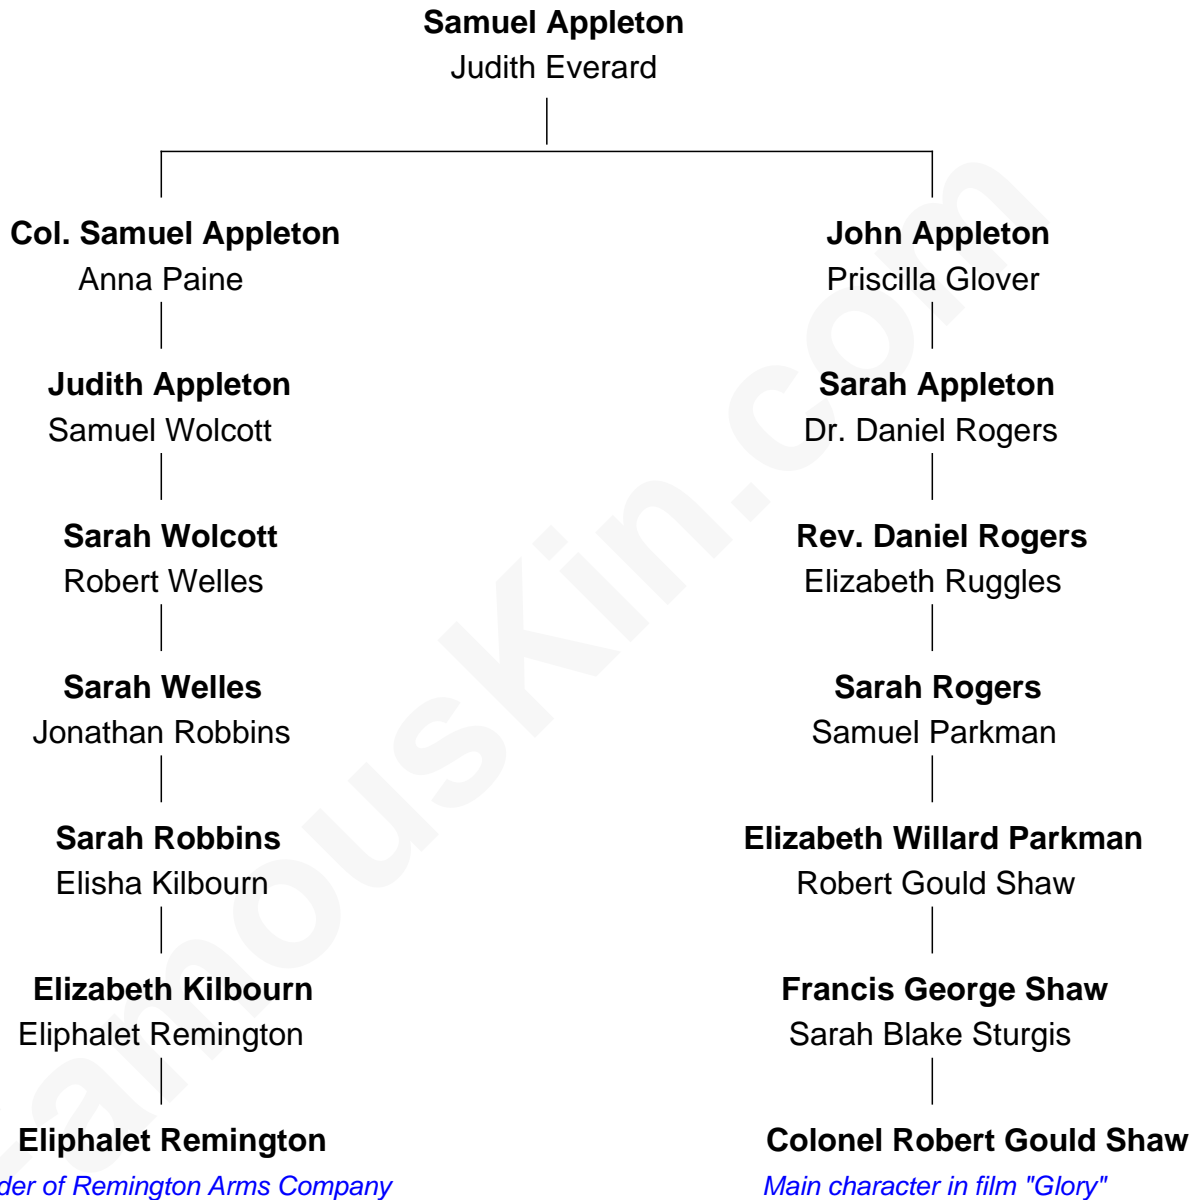 Samuel Appleton
Judith Everard
Col. Samuel Appleton
Anna Paine
John Appleton
Priscilla Glover
Judith Appleton
Samuel Wolcott
Sarah Appleton
Dr. Daniel Rogers
Sarah Wolcott
Robert Welles
Rev. Daniel Rogers
Elizabeth Ruggles
Sarah Welles
Jonathan Robbins
Sarah Rogers
Samuel Parkman
Sarah Robbins
Elisha Kilbourn
Elizabeth Willard Parkman
Robert Gould Shaw
Elizabeth Kilbourn
Eliphalet Remington
Francis George Shaw
Sarah Blake Sturgis
Eliphalet Remington
of Remington Arms Company
Colonel Robert Gould Shaw
Main character in film "Glory"